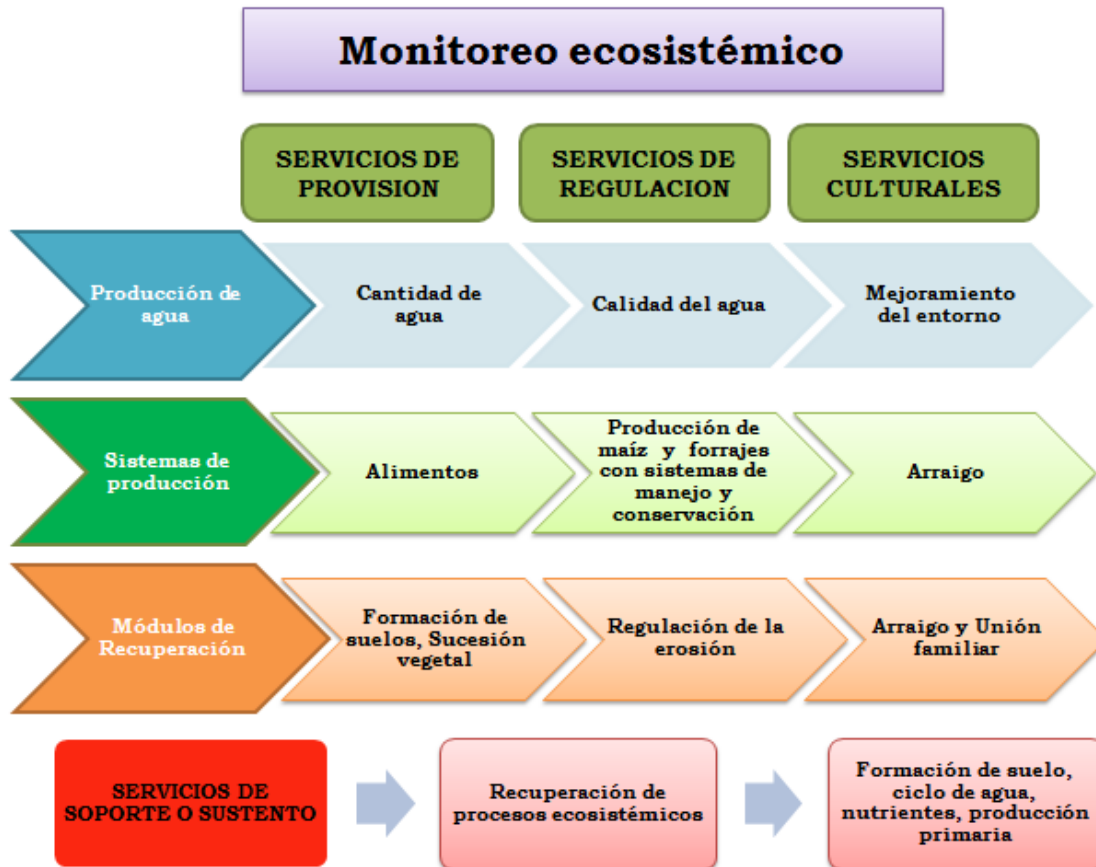 Monitoreo ecosistémico
SERVICIOS DE
PROVISION
SERVICIOS DE
REGULACION
SERVICIOS
CULTURALES
Producción de
agua
Cantidad de
agua
Calidad del agua
Mejoramiento
del entorno
Sistemas de
producción
Alimentos
Producción de
maíz y forrajes
con sistemas de
manejo y
conservación
Arraigo
Módulos de
Recuperación
Formación de
suelos, Sucesión
vegetal
Regulación de la
erosión
Arraigo y Unión
familiar
SERVICIOS DE
SOPORTE O SUSTENTO
Recuperación de
procesos ecosistémicos
Formación de suelo,
ciclo de agua,
nutrientes, producción
primaria